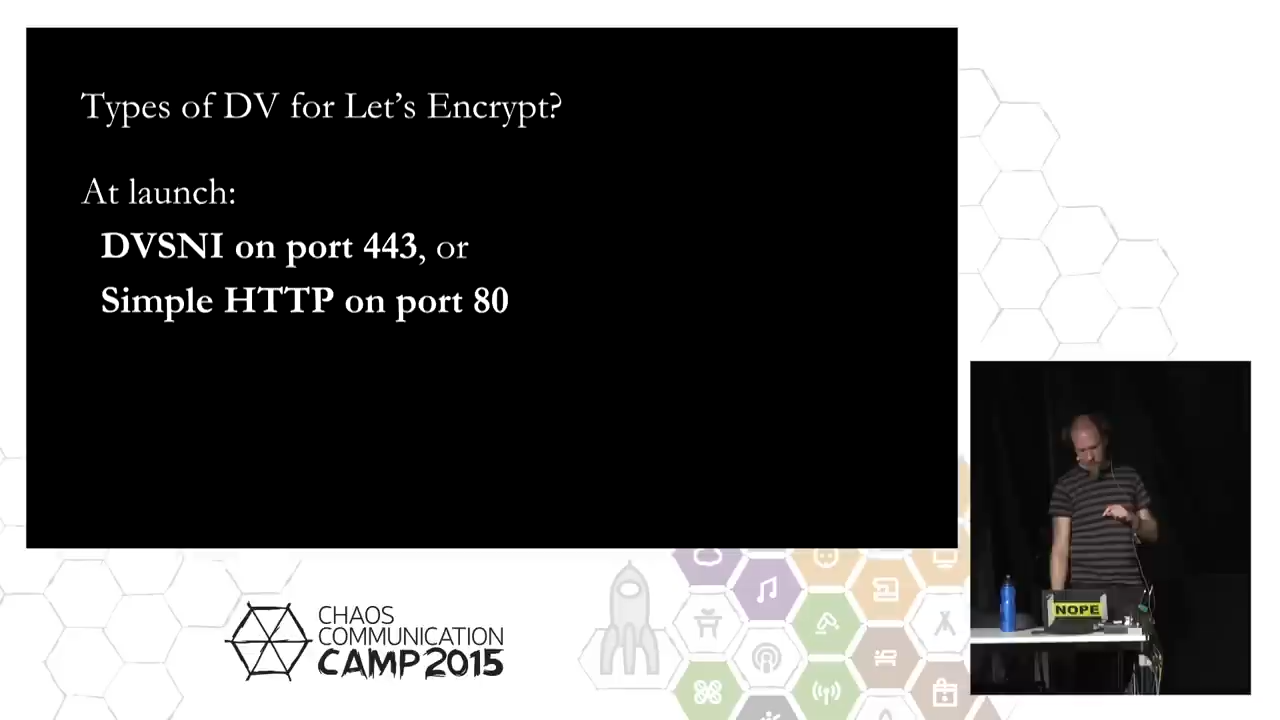 Types of DV for Let’s Encrypt?
At launch:
DVSNI on port 443, or
Simple HTTP on port 80
NOPE
CHAOS
COMMUNICATION
CAMP 2015